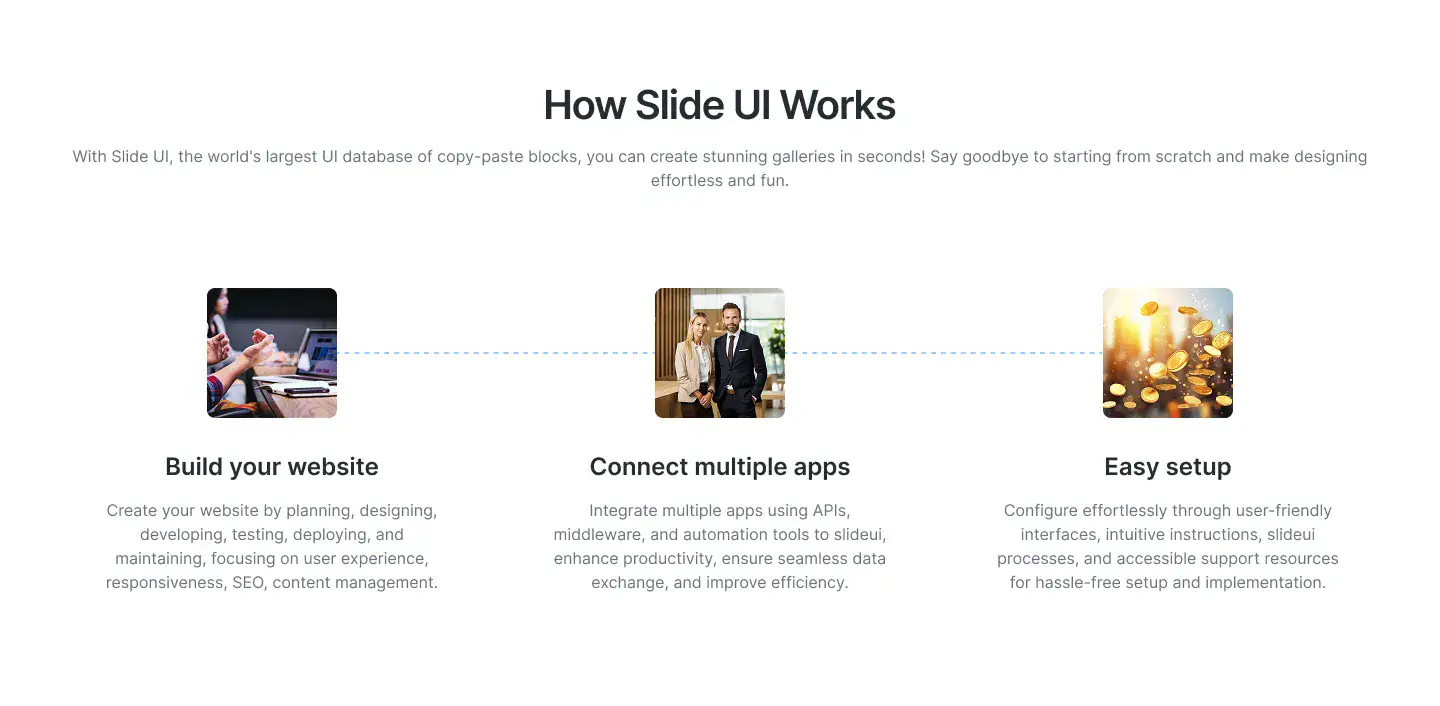 How Slide UI Works
With Slide UI, the world's largest UI database of copy-paste blocks, you can create stunning galleries in seconds! Say goodbye to starting from scratch and make designing
effortless and fun.
Build your website
Create your website by planning, designing,
developing, testing, deploying, and
maintaining, focusing on user experience,
responsiveness, SEO, content management.
Connect multiple apps
Integrate multiple apps using APIs,
middleware, and automation tools to slideui,
enhance productivity, ensure seamless data
exchange, and improve efficiency.
Easy setup
Configure effortlessly through user-friendly
interfaces, intuitive instructions, slideui
processes, and accessible support resources
for hassle-free setup and implementation.